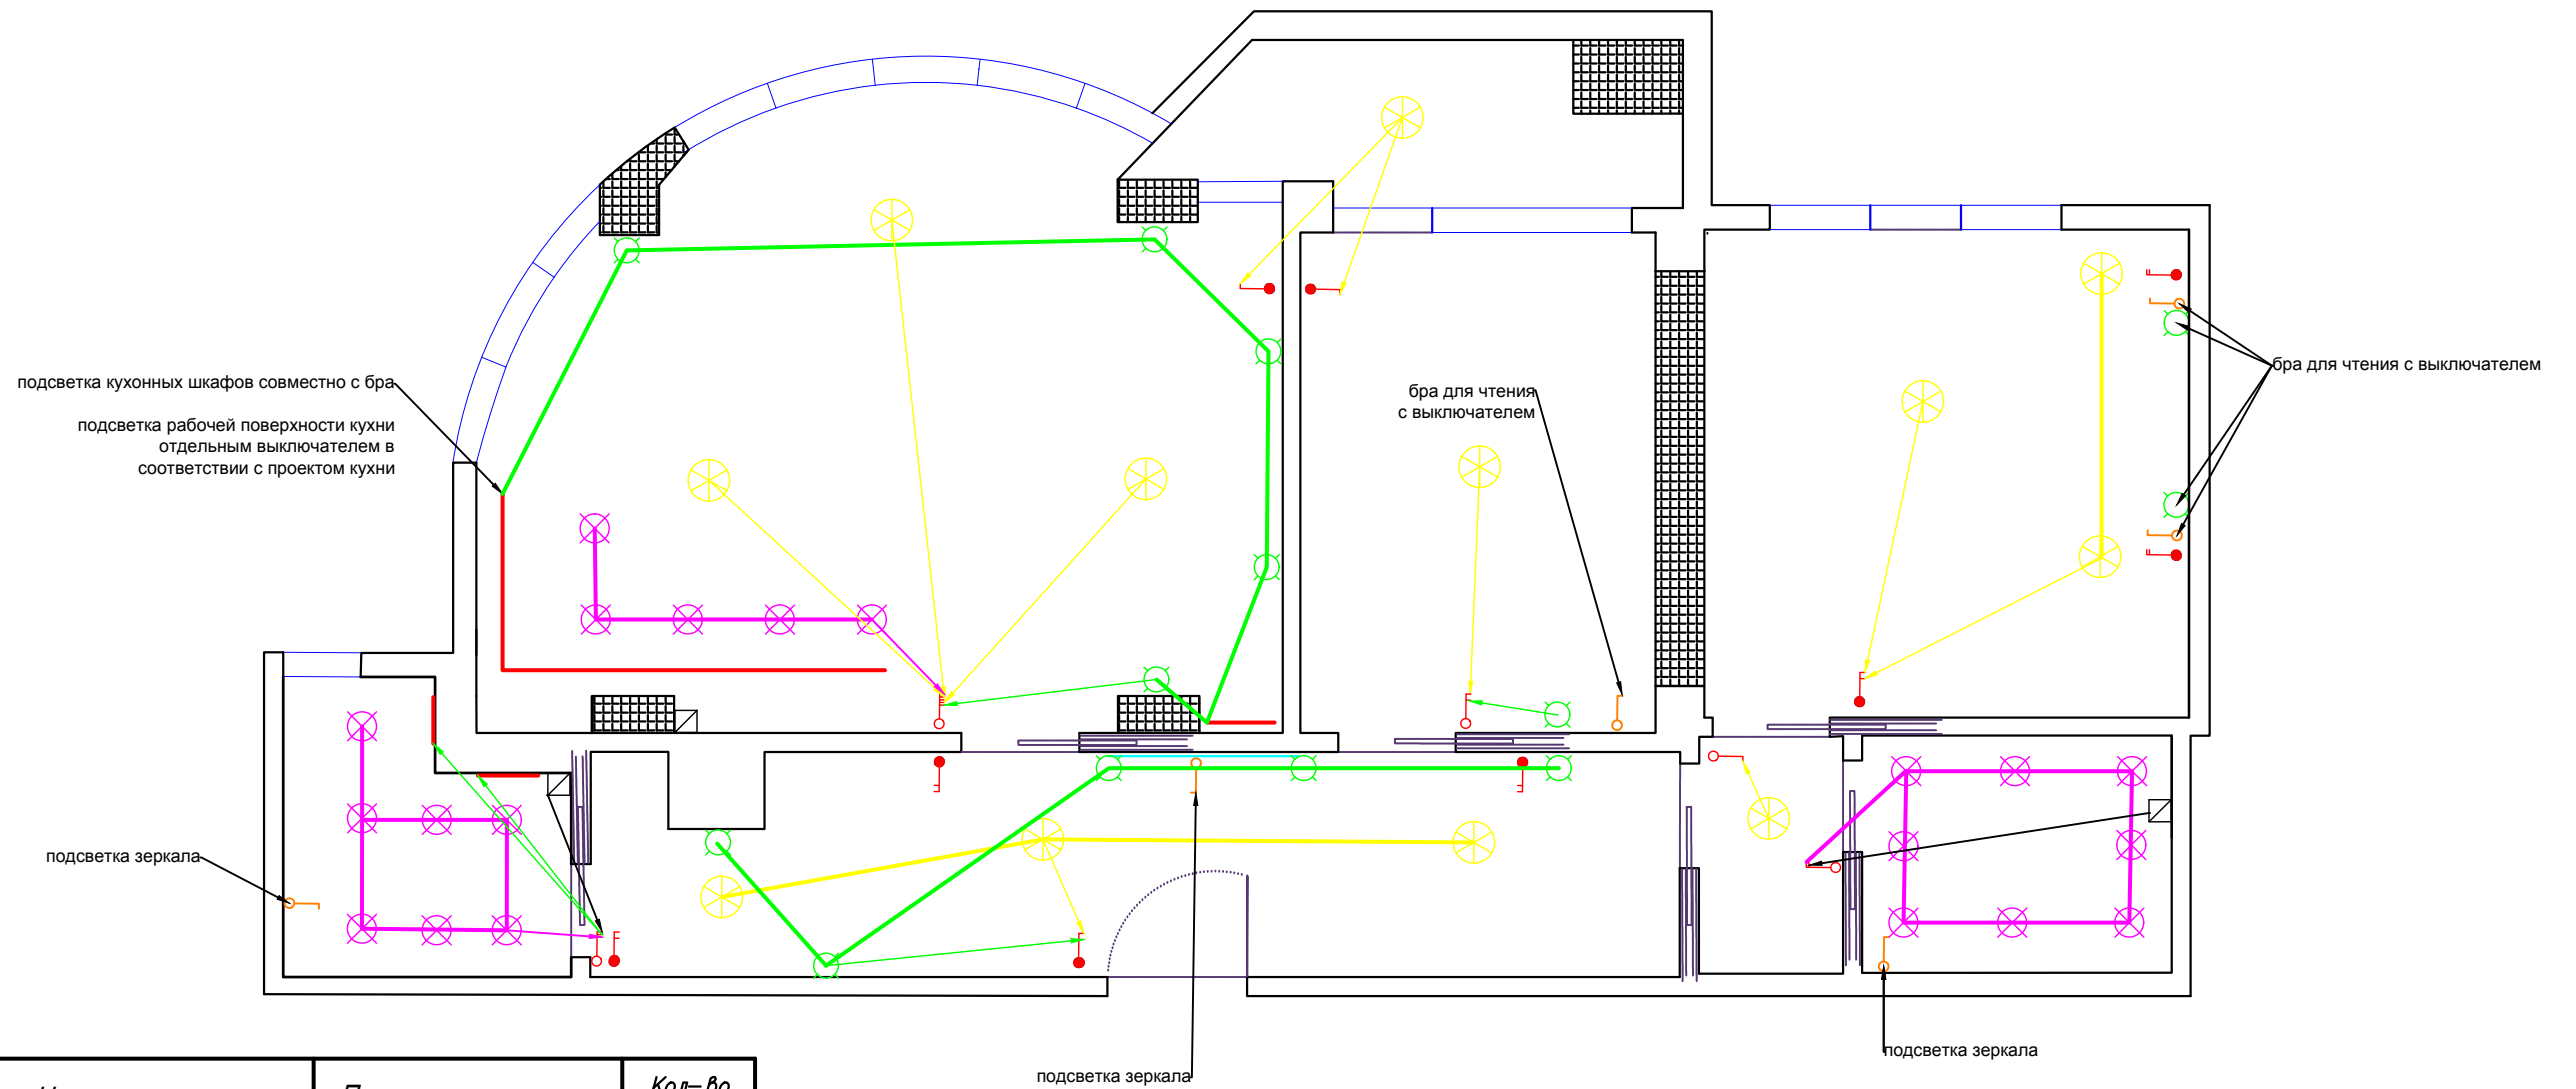 подсветка кухонных шкафов совместно с бра
подсветка рабочей поверхности кухни
отдельным выключателем в
соответствии с проектом кухни
бра для чтения
с выключателем
бра для чтения с выключателем
подсветка зеркала
подсветка зеркала
подсветка зеркала
Кол-во